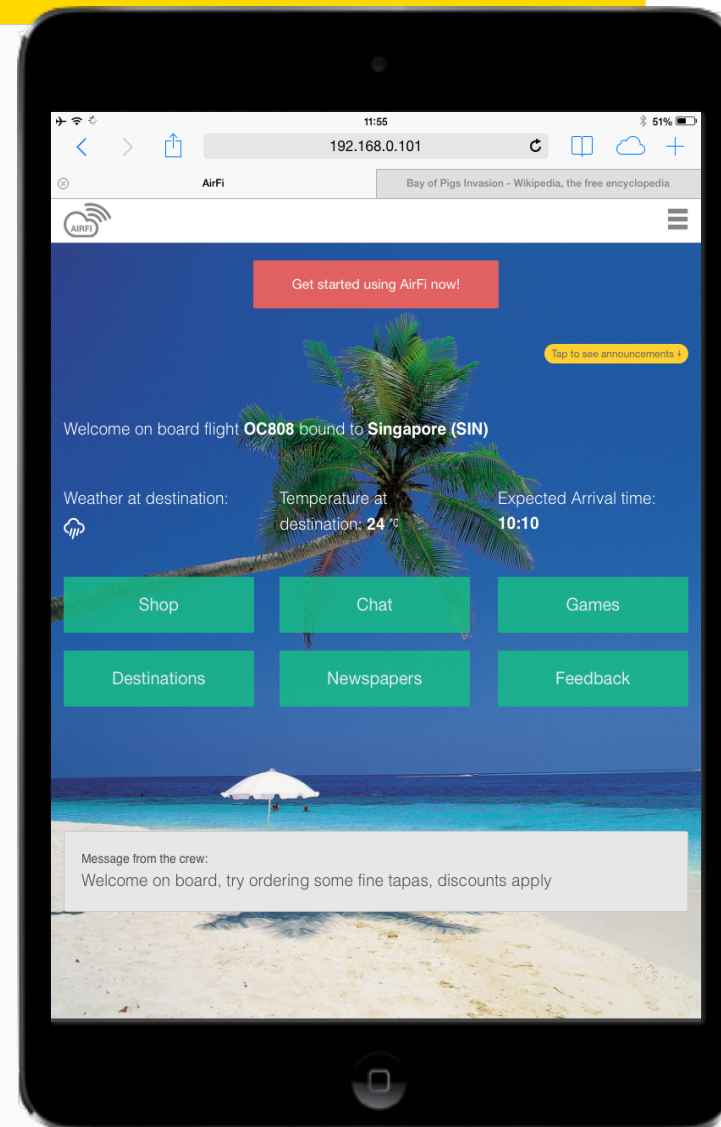 11:55
51%
192.168.0.101
AirFi
Bay of Pigs Invasion - Wikipedia, the free encyclopedia
AIRFI
Get started using AirFi now!
Tap to see announcements ↓
Welcome on board flight OC808 bound to Singapore (SIN)
Weather at destination:
Temperature at
destination: 24 °C
Expected Arrival time:
10:10
Shop
Chat
Games
Destinations
Newspapers
Feedback
Message from the crew:
Welcome on board, try ordering some fine tapas, discounts apply